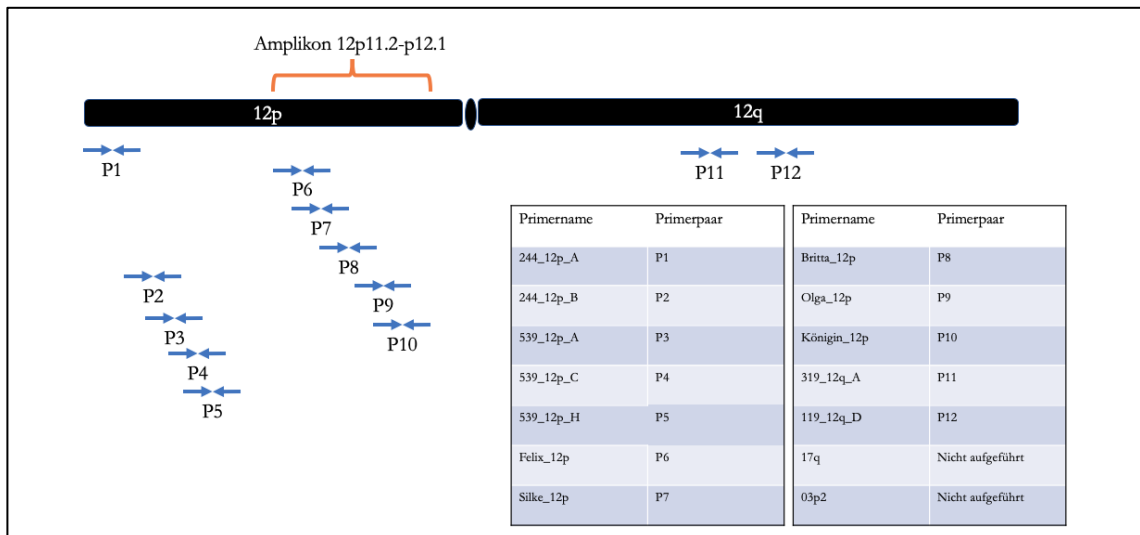 Amplikon 12p11.2-p12.1
12p
12q
P1
P6
P11
P12
P7
P8
P2
P9
P3
P10
P4
P5
Primername Primerpaar
244_12p_A P1
244_12p_B P2
539_12p_A P3
539_12p_C P4
539_12p_H P5
Felix_12p P6
Silke_12p P7
Primername Primerpaar
Britta_12p P8
Olga_12p P9
Königin_12p P10
319_12q_A P11
119_12q_D P12
17q Nicht aufgeführt
03p2 Nicht aufgeführt